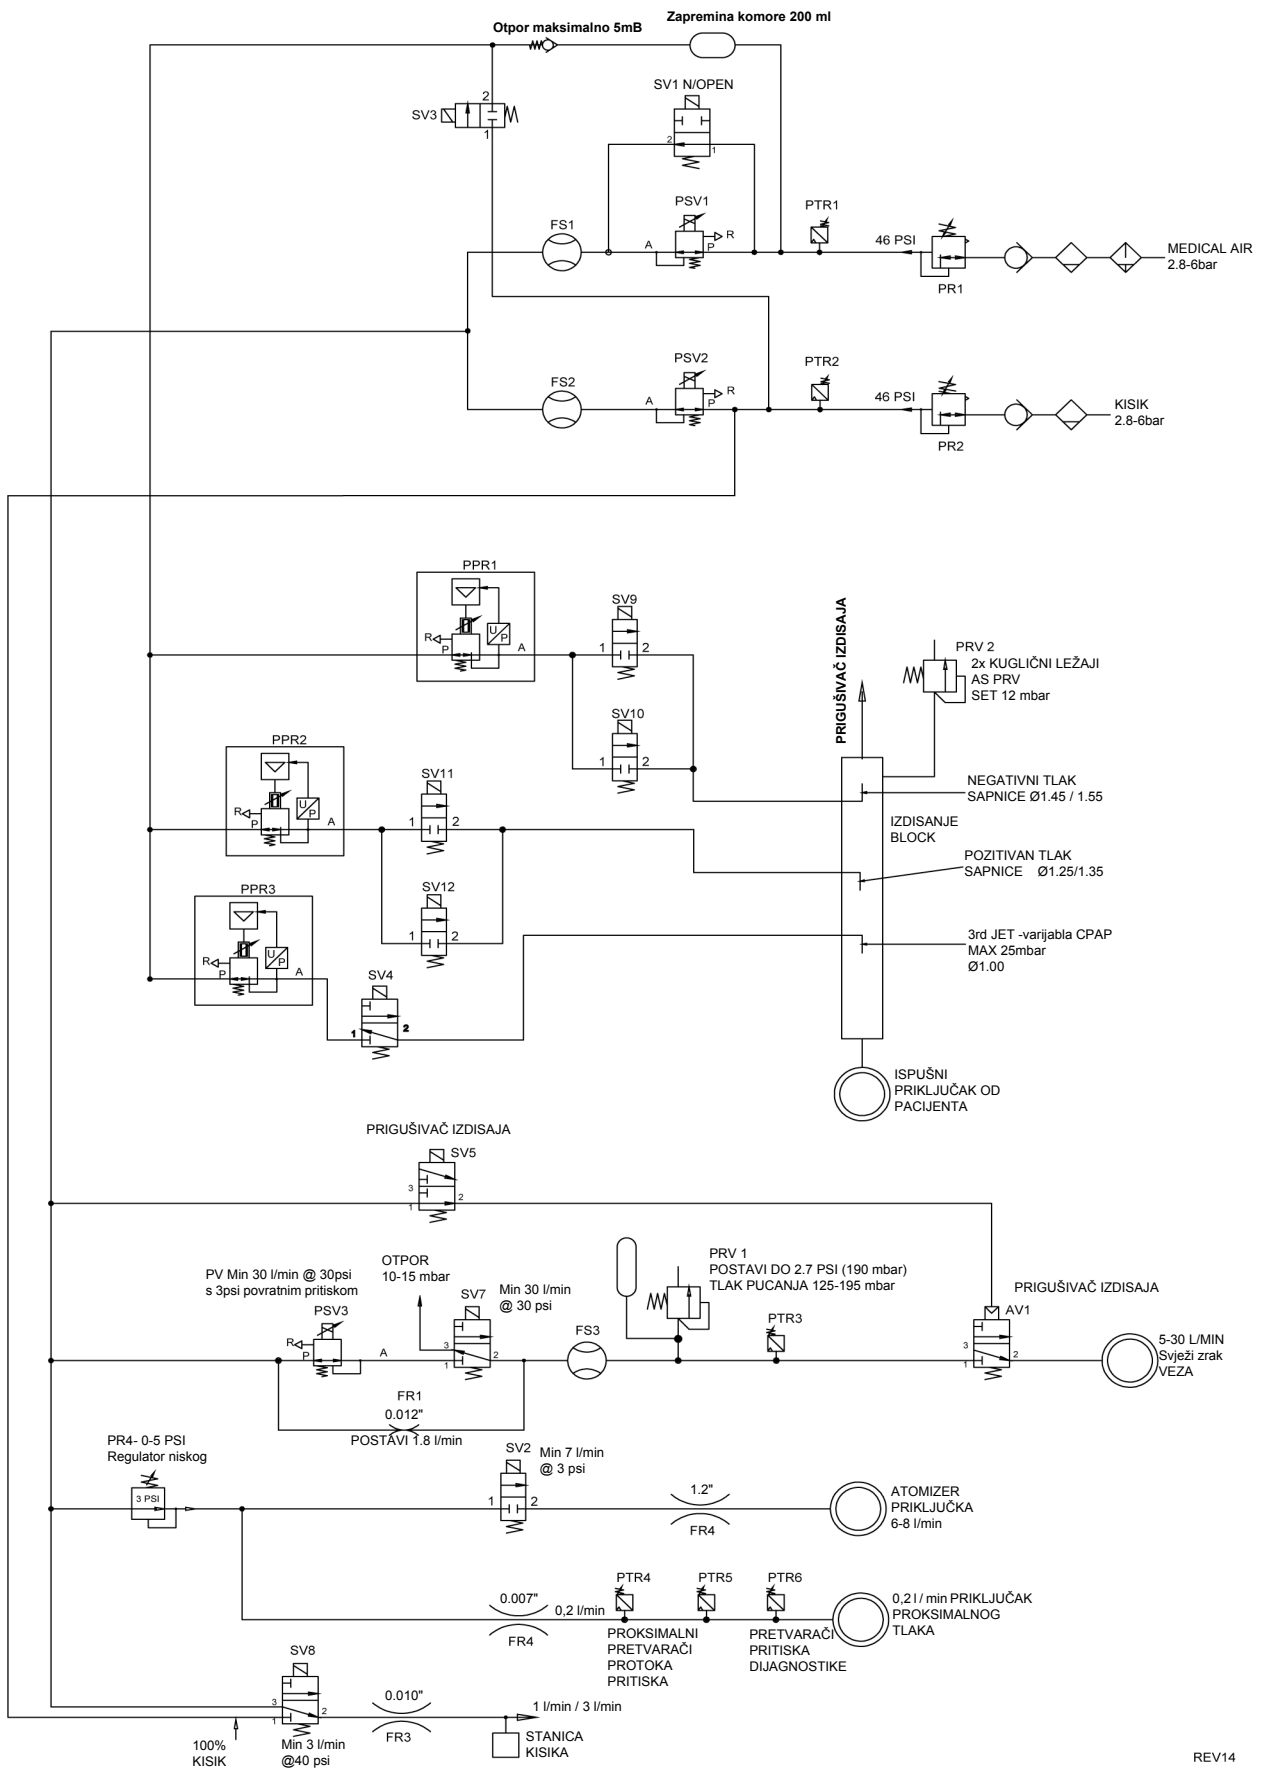 Otpor maksimalno 5mB
Zapremina komore 200 ml
SV1 N/OPEN
SV3
2
1
2
1
PSV1
PTR1
FS1
A
P
R
46 PSI
PR1
MEDICAL AIR
2.8-6bar
PSV2
PTR2
FS2
A
P
R
46 PSI
PR2
KISIK
2.8-6bar
PPR1
R
P
U
P
A
SV9
1
2
SV10
1
2
PRIGUŠIVAČ IZDISAJA
PRV 2
2x KUGLIČNI LEŽAJI
AS PRV
SET 12 mbar
PPR2
R
P
U
P
A
SV11
1
2
SV12
1
2
NEGATIVNI TLAK
SAPNICE Ø1.45 / 1.55
IZDISANJE
BLOCK
POZITIVAN TLAK
SAPNICE Ø1.25/1.35
PPR3
R
P
U
P
A
SV4
1
2
3rd JET -varijabla CPAP
MAX 25mbar
Ø1.00
ISPUŠNI
PRIKLJUČAK OD
PACIJENTA
PRIGUŠIVAČ IZDISAJA
SV5
3
1
2
PV Min 30 l/min @ 30psi
s 3psi povratnim pritiskom
PSV3
R
P
A
OTPOR
10-15 mbar
SV7
3
1
2
Min 30 l/min
@ 30 psi
FS3
PRV 1
POSTAVI DO 2.7 PSI (190 mbar)
TLAK PUCANJA 125-195 mbar
PTR3
PRIGUŠIVAČ IZDISAJA
AV1
3
1
2
5-30 L/MIN
Svježi zrak
VEZA
FR1
0.012"
POSTAVI 1.8 l/min
PR4- 0-5 PSI
Regulator niskog
3 PSI
SV2
Min 7 l/min
@ 3 psi
1
2
1.2"
FR4
ATOMIZER
PRIKLJUČKA
6-8 l/min
0.007"
0,2 l/min
FR4
PTR4
PTR5
PTR6
PROKSIMALNI
PRETVARAČI
PROTOKA
PRITISKA
PRETVARAČI
PRITISKA
DIJAGNOSTIKE
0,2 l / min PRIKLJUČAK
PROKSIMALNOG
TLAKA
SV8
3
1
2
100%
KISIK
Min 3 l/min
@40 psi
0.010"
FR3
1 l/min / 3 l/min
STANICA
KISIKA
REV14